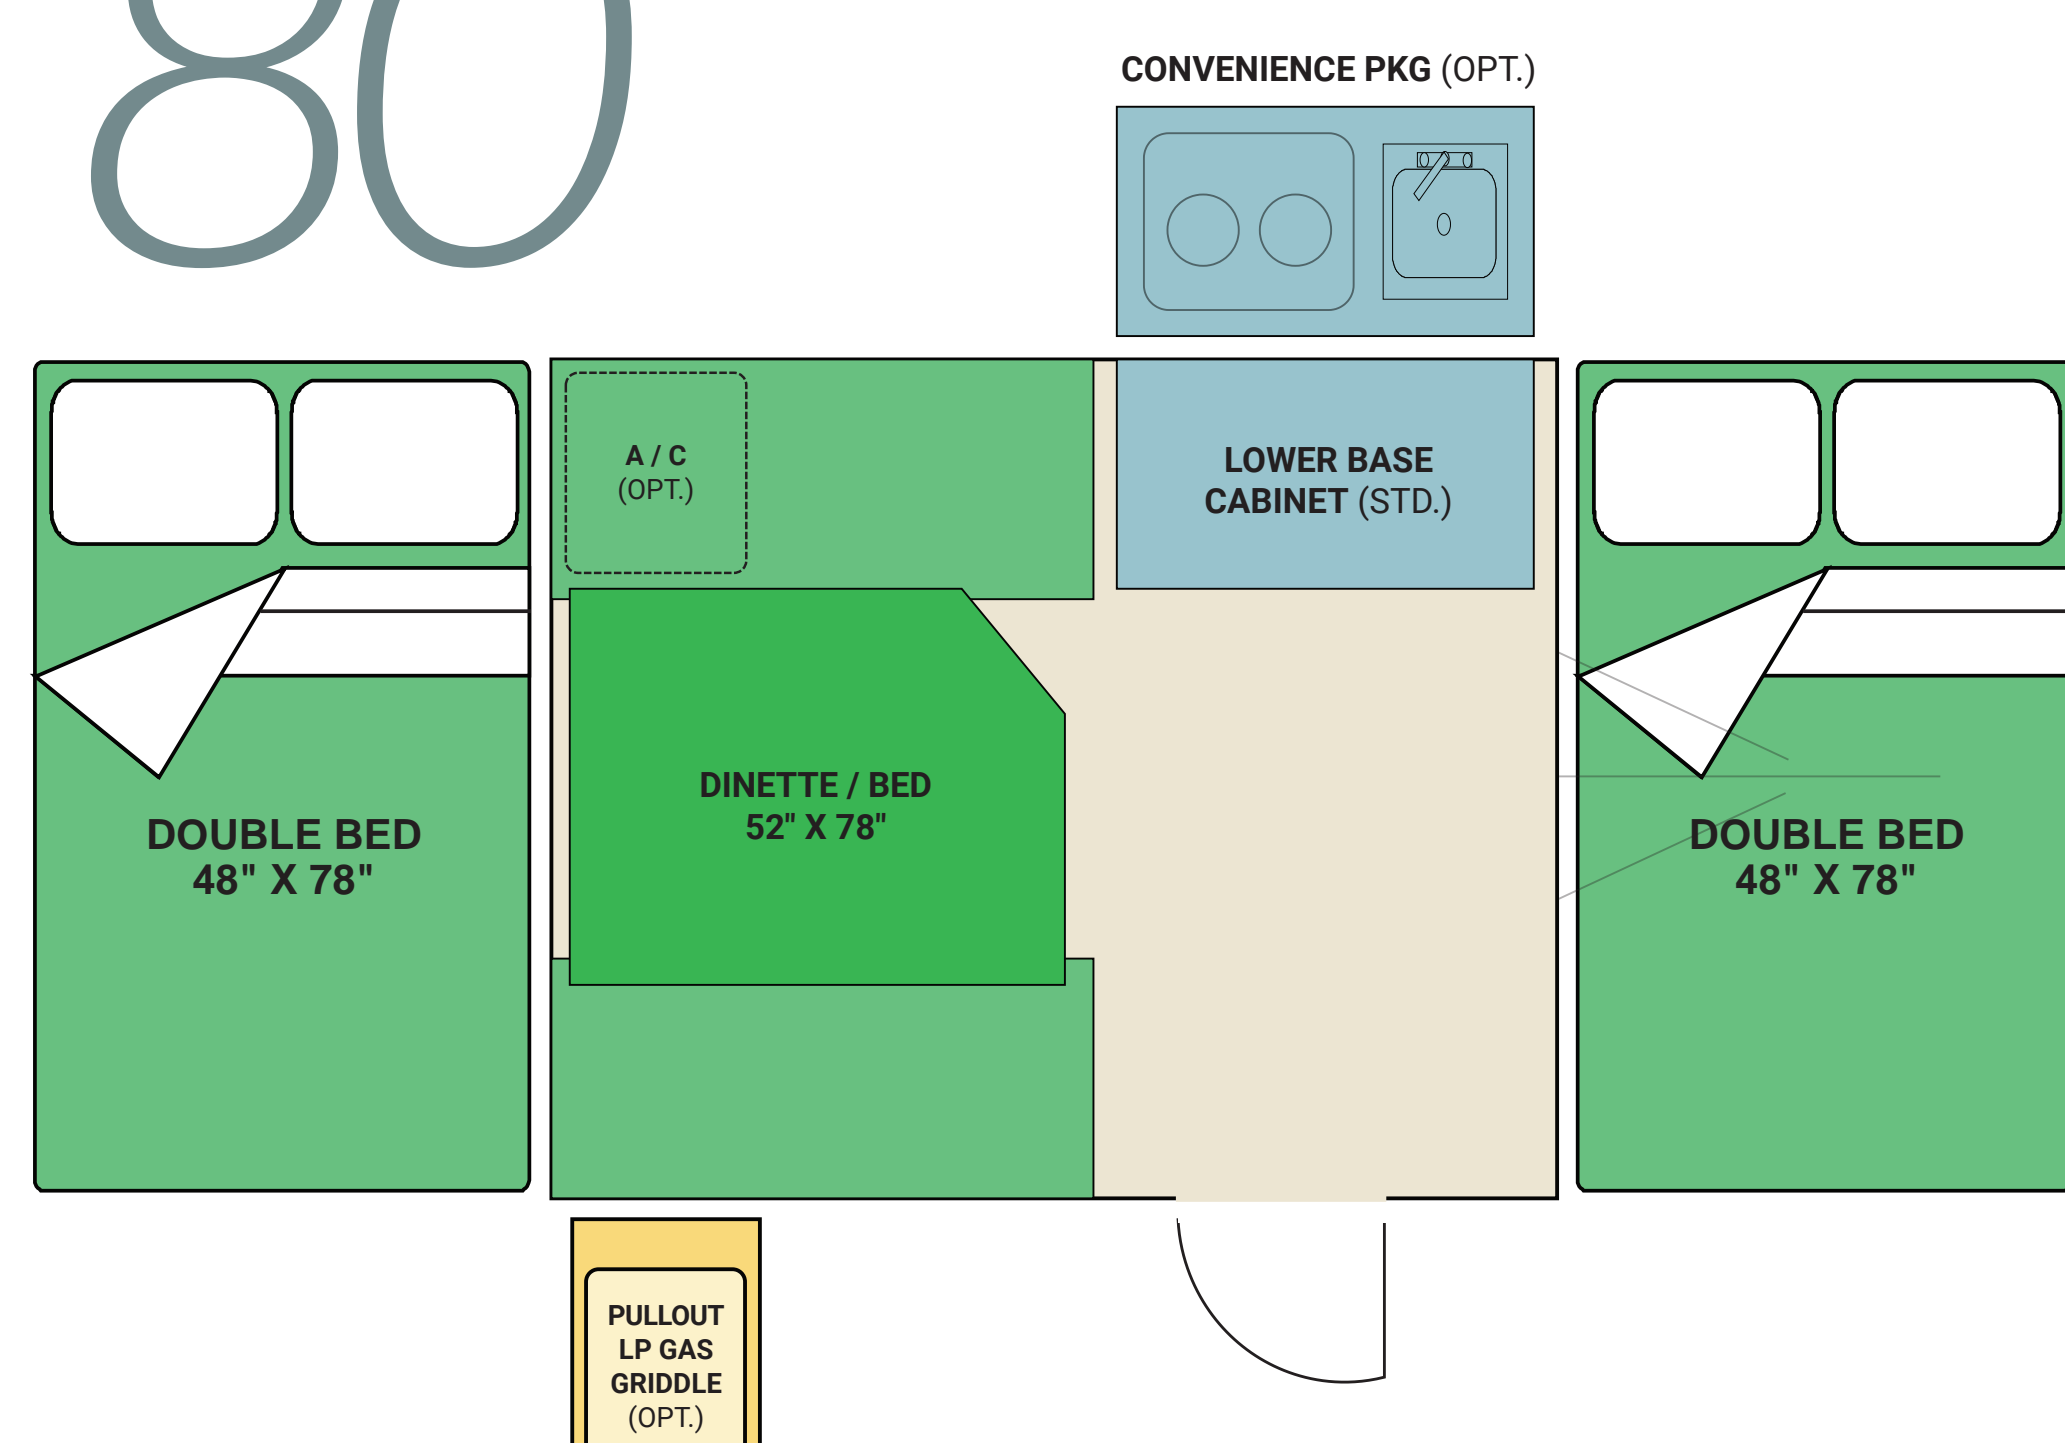 80
CONVENIENCE PKG (OPT.)
A / C
(OPT.)
LOWER BASE
CABINET (STD.)
DINETTE / BED
52" X 78"
DOUBLE BED
48" X 78"
DOUBLE BED
48" X 78"
PULLOUT
LP GAS
GRIDDLE
(OPT.)